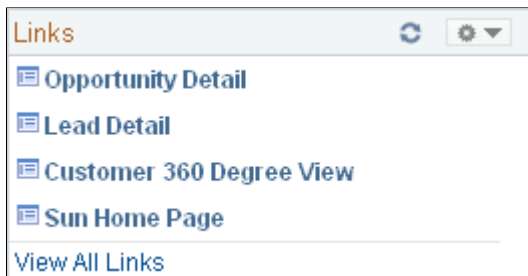 Links
Opportunity Detail
Lead Detail
Customer 360 Degree View
Sun Home Page
View All Links